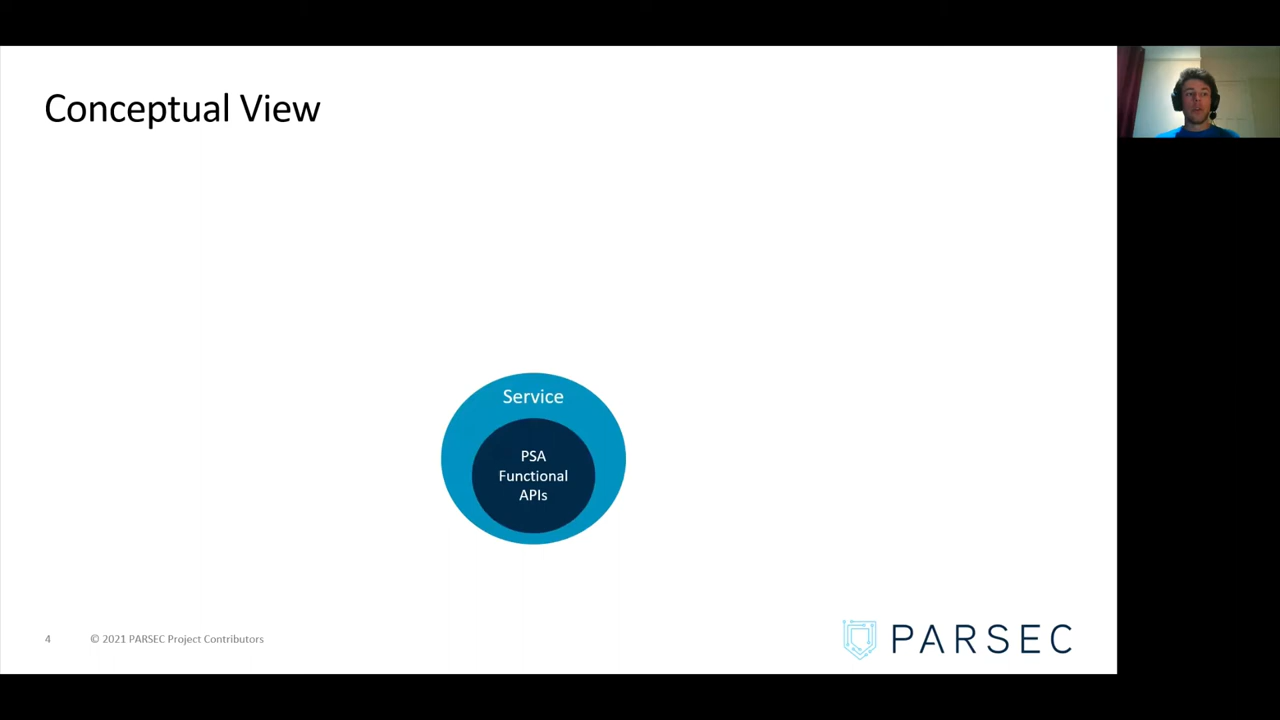 Conceptual View
Service
PSA
Functional
APIs
4 © 2021 PARSEC Project Contributors
PARSEC